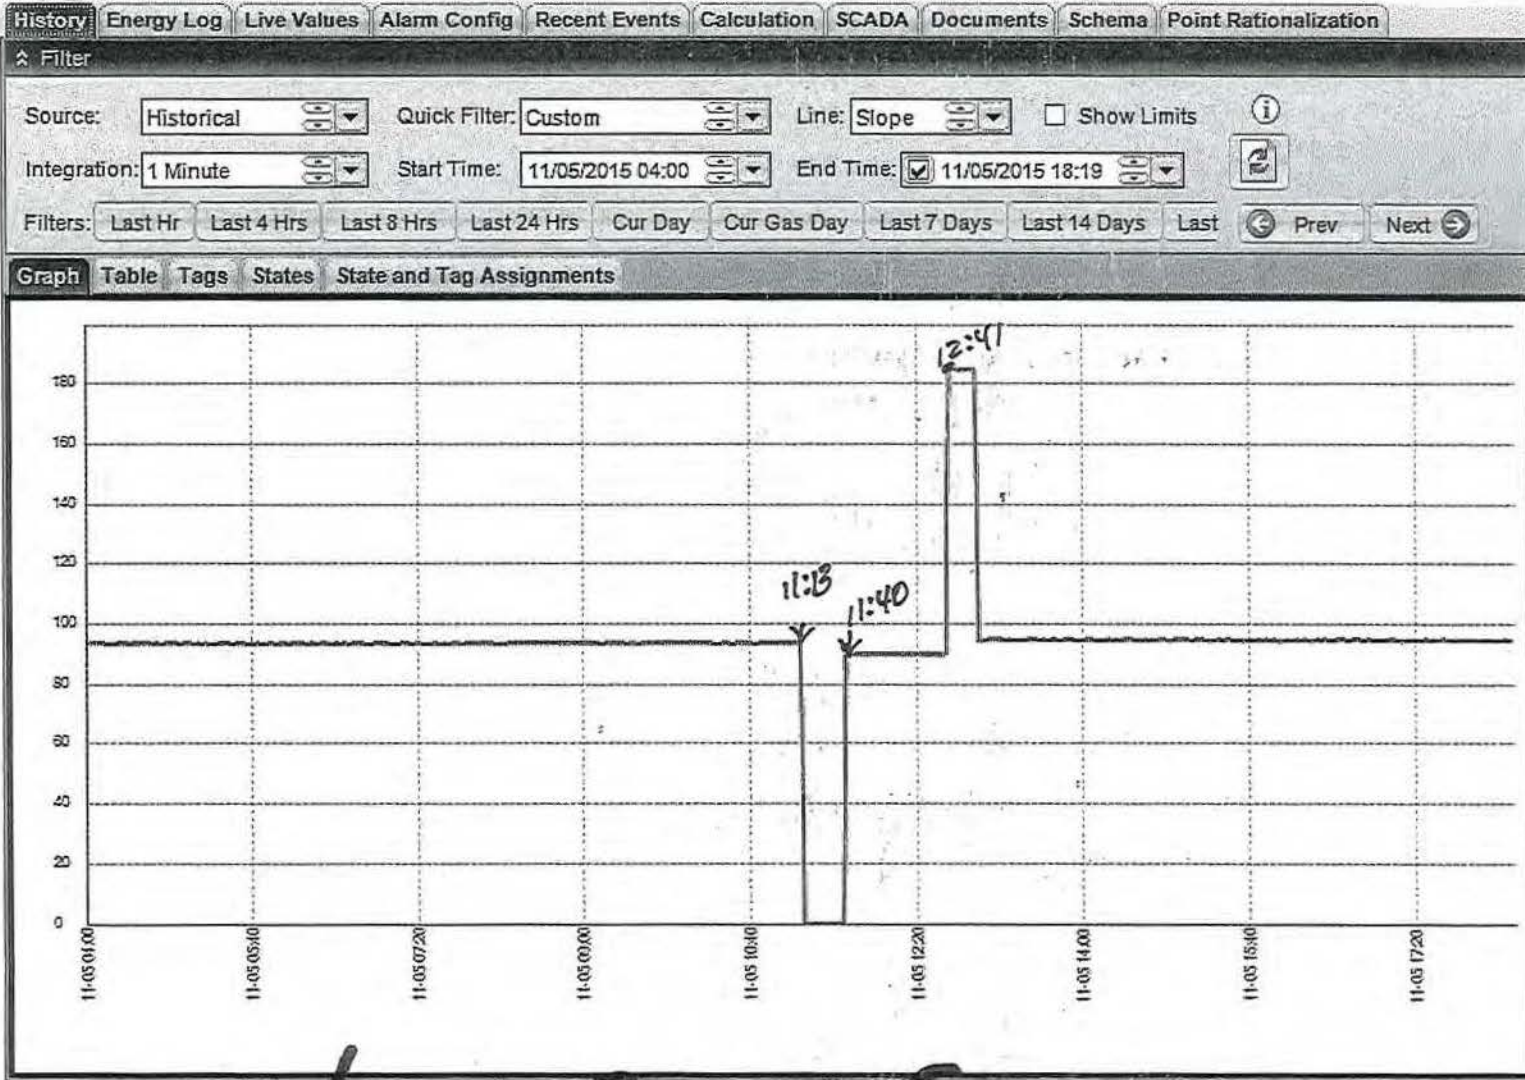 History Energy Log Live Values Alarm Config Recent Events Calculation SCADA Documents Schema Point Rationalization
Filter
Source: Historical Quick Filter: Custom Line: Slope Show Limits
Integration: 1 Minute Start Time: 11/05/2015 04:00 End Time: 11/05/2015 18:19
Filters: Last Hr Last 4 Hrs Last 8 Hrs Last 24 Hrs Cur Day Cur Gas Day Last 7 Days Last 14 Days Last Prev Next
Graph Table Tags States State and Tag Assignments
12:41
180
160
140
120
11:13
11:40
100
80
60
40
20
0
11-05 04:00 11-05 05:40 11-05 07:20 11-05 09:00 11-05 10:40 11-05 12:20 11-05 14:00 11-05 15:40 11-05 17:20